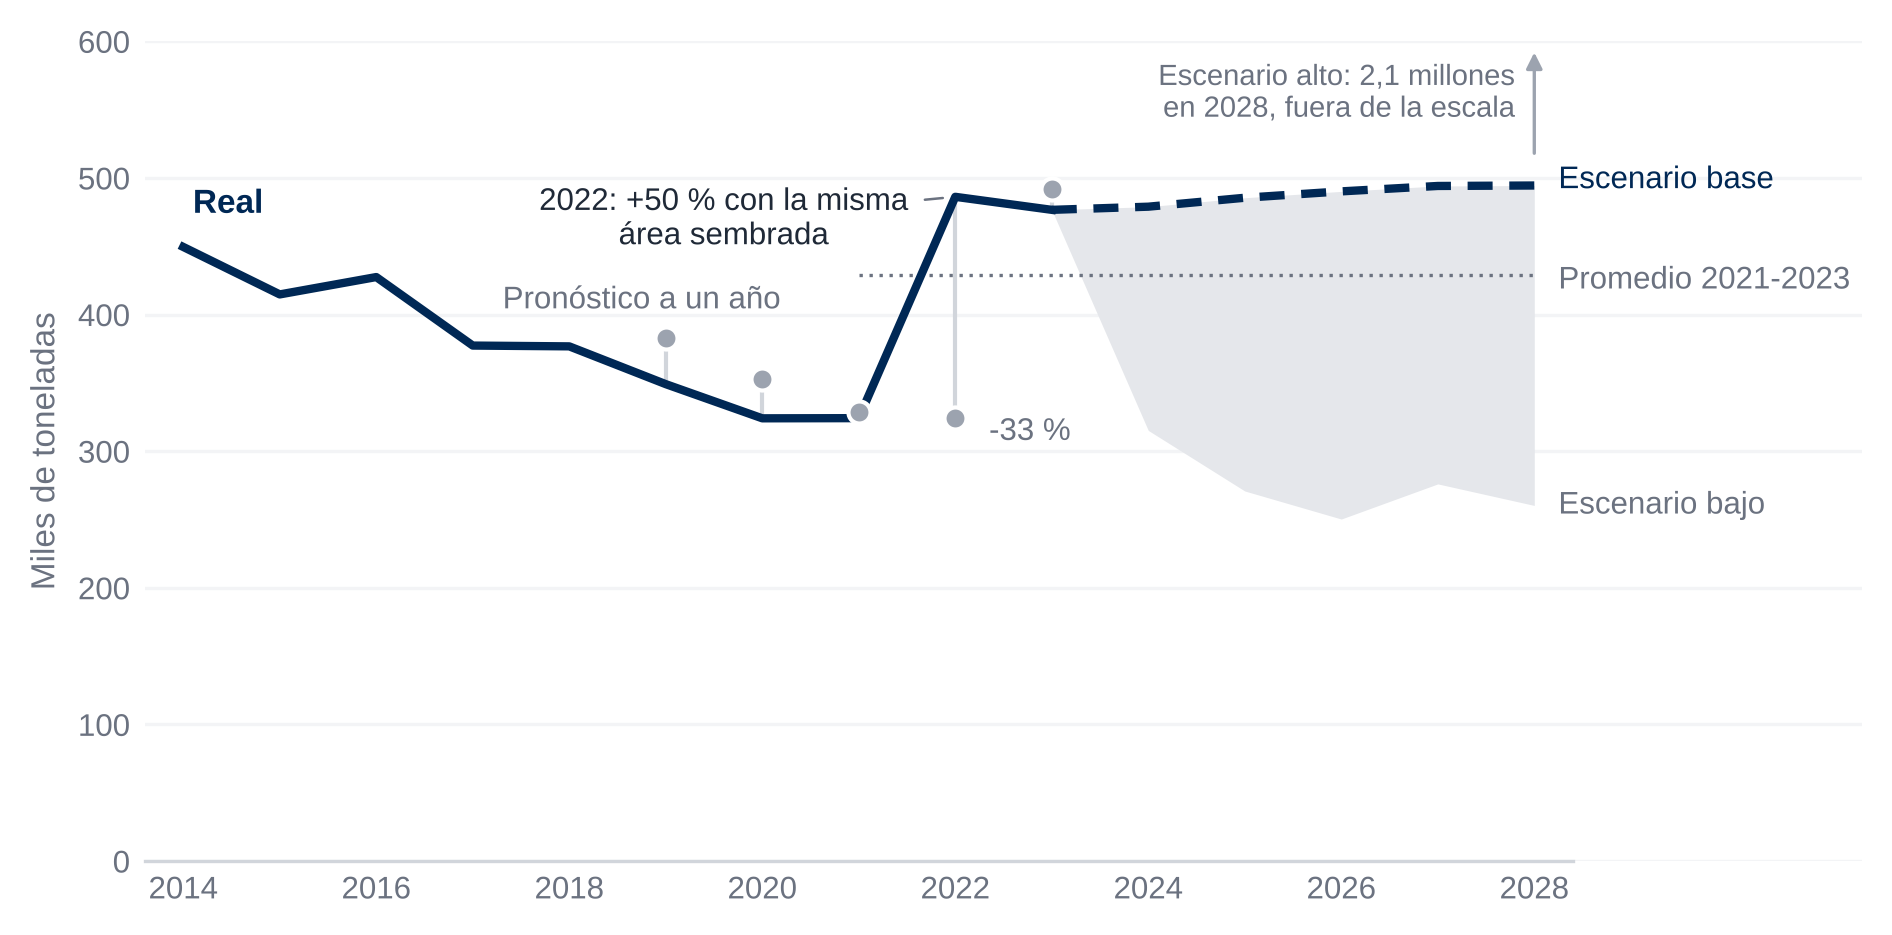 600
Escenario alto: 2,1 millones
en 2028, fuera de la escala
500
Escenario base
Real
2022: +50 % con la misma
área sembrada
Promedio 2021-2023
Pronóstico a un año
400
-33 %
300
Escenario bajo
Miles de toneladas
200
100
0
2014 2016 2018 2020 2022 2024 2026 2028